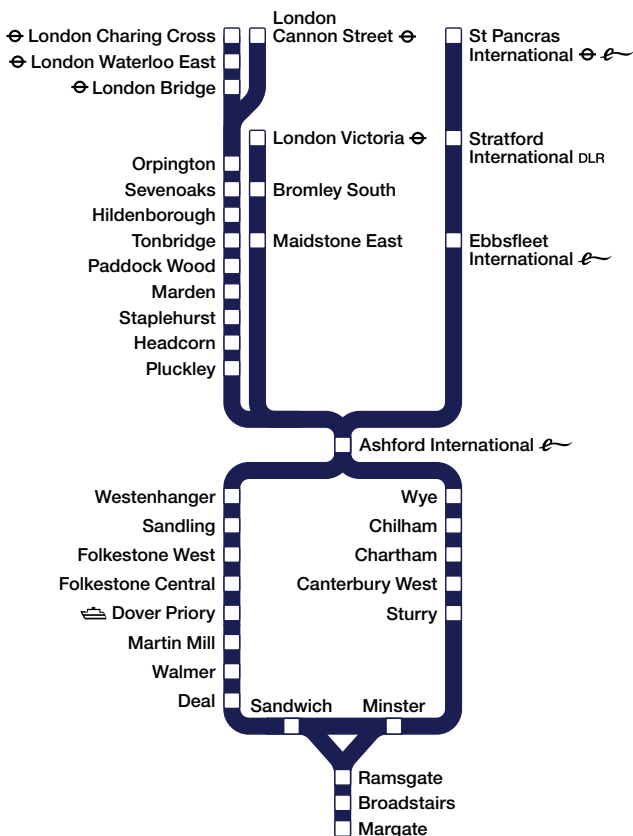 London Charing Cross
London
Cannon Street
St Pancras
International
London Waterloo East
London Bridge
London Victoria
Stratford
International DLR
Orpington
Sevenoaks
Bromley South
Hildenborough
Tonbridge
Maidstone East
Ebbsfleet
International
Paddock Wood
Marden
Staplehurst
Headcorn
Pluckley
Ashford International
Westenhanger
Wye
Sandling
Chilham
Folkestone West
Chartham
Folkestone Central
Canterbury West
Dover Priory
Sturry
Martin Mill
Walmer
Deal
Sandwich
Minster
Ramsgate
Broadstairs
Margate